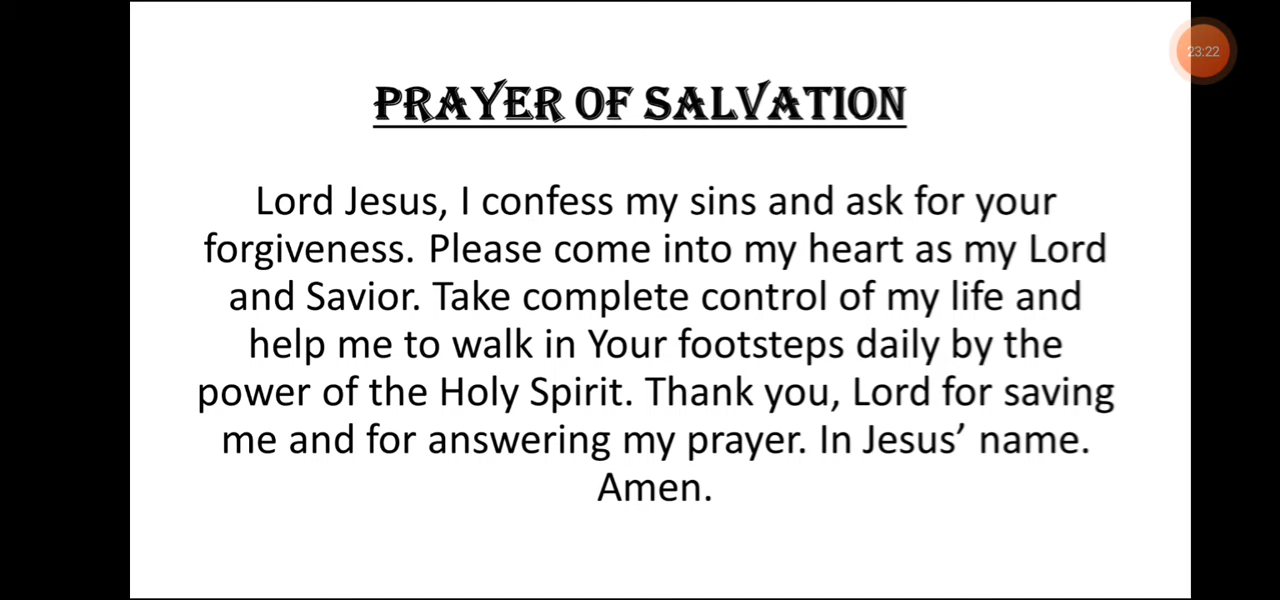 23:22
PRAYER OF SALVATION
Lord Jesus, I confess my sins and ask for your
forgiveness. Please come into my heart as my Lord
and Savior. Take complete control of my life and
help me to walk in Your footsteps daily by the
power of the Holy Spirit. Thank you, Lord for saving
me and for answering my prayer. In Jesus’ name.
Amen.